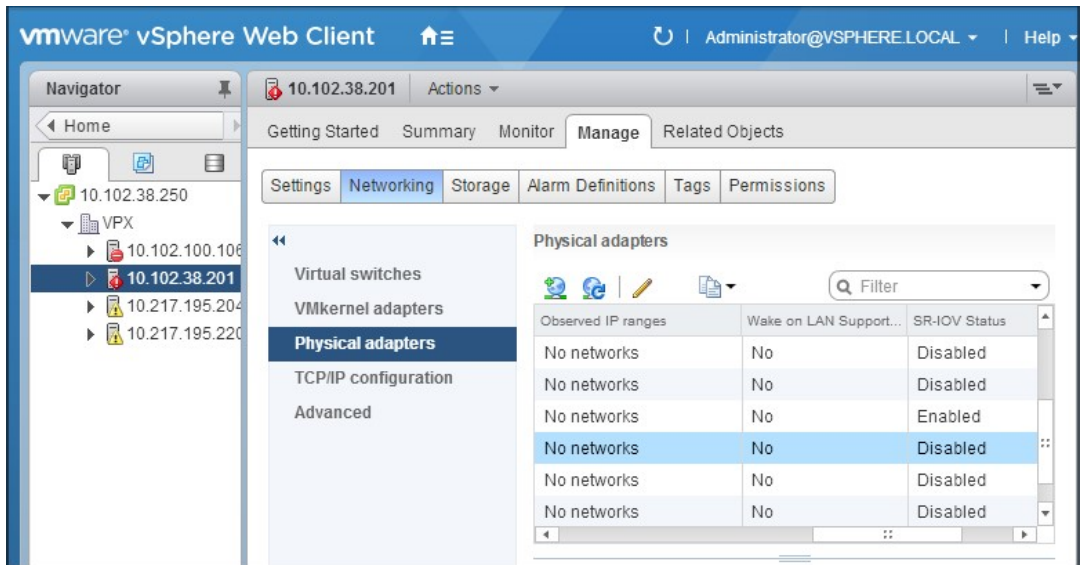 vmware® vSphere Web Client
Administrator@VSPHERE.LOCAL
Help
Navigator
Home
10.102.38.250
VPX
10.102.100.106
10.102.38.201
10.217.195.204
10.217.195.220
10.102.38.201 Actions
Getting Started Summary Monitor Manage Related Objects
Settings Networking Storage Alarm Definitions Tags Permissions
Virtual switches
VMkernel adapters
Physical adapters
TCP/IP configuration
Advanced
Physical adapters
Filter
Observed IP ranges Wake on LAN Support... SR-IOV Status
No networks No Disabled
No networks No Disabled
No networks No Enabled
No networks No Disabled
No networks No Disabled
No networks No Disabled